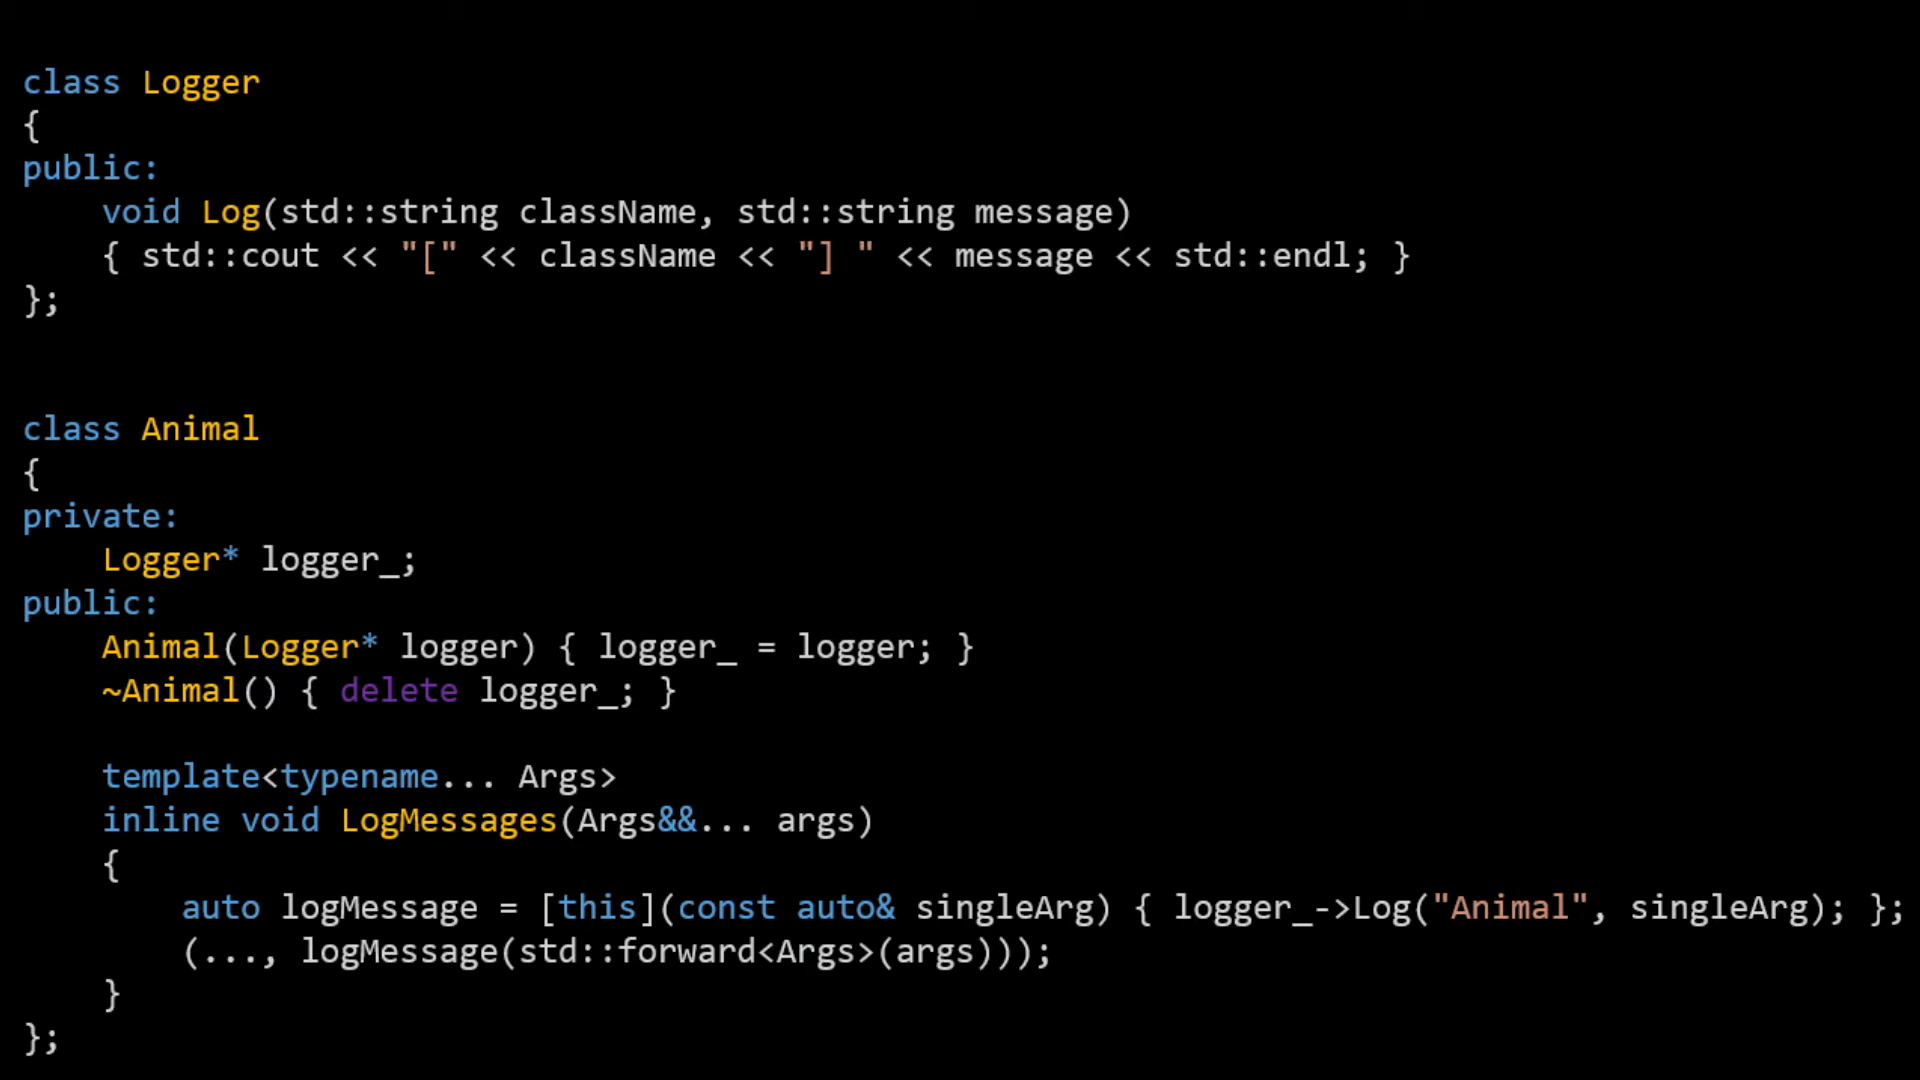 class Logger
{
public:
    void Log(std::string className, std::string message)
    { std::cout << "[" << className << "] " << message << std::endl; }
};
class Animal
{
private:
    Logger* logger_;
public:
    Animal(Logger* logger) { logger_ = logger; }
    ~Animal() { delete logger_; }
    template<typename... Args>
    inline void LogMessages(Args&&... args)
    {
        auto logMessage = [this](const auto& singleArg) { logger_->Log("Animal", singleArg); };
        (..., logMessage(std::forward<Args>(args)));
    }
};